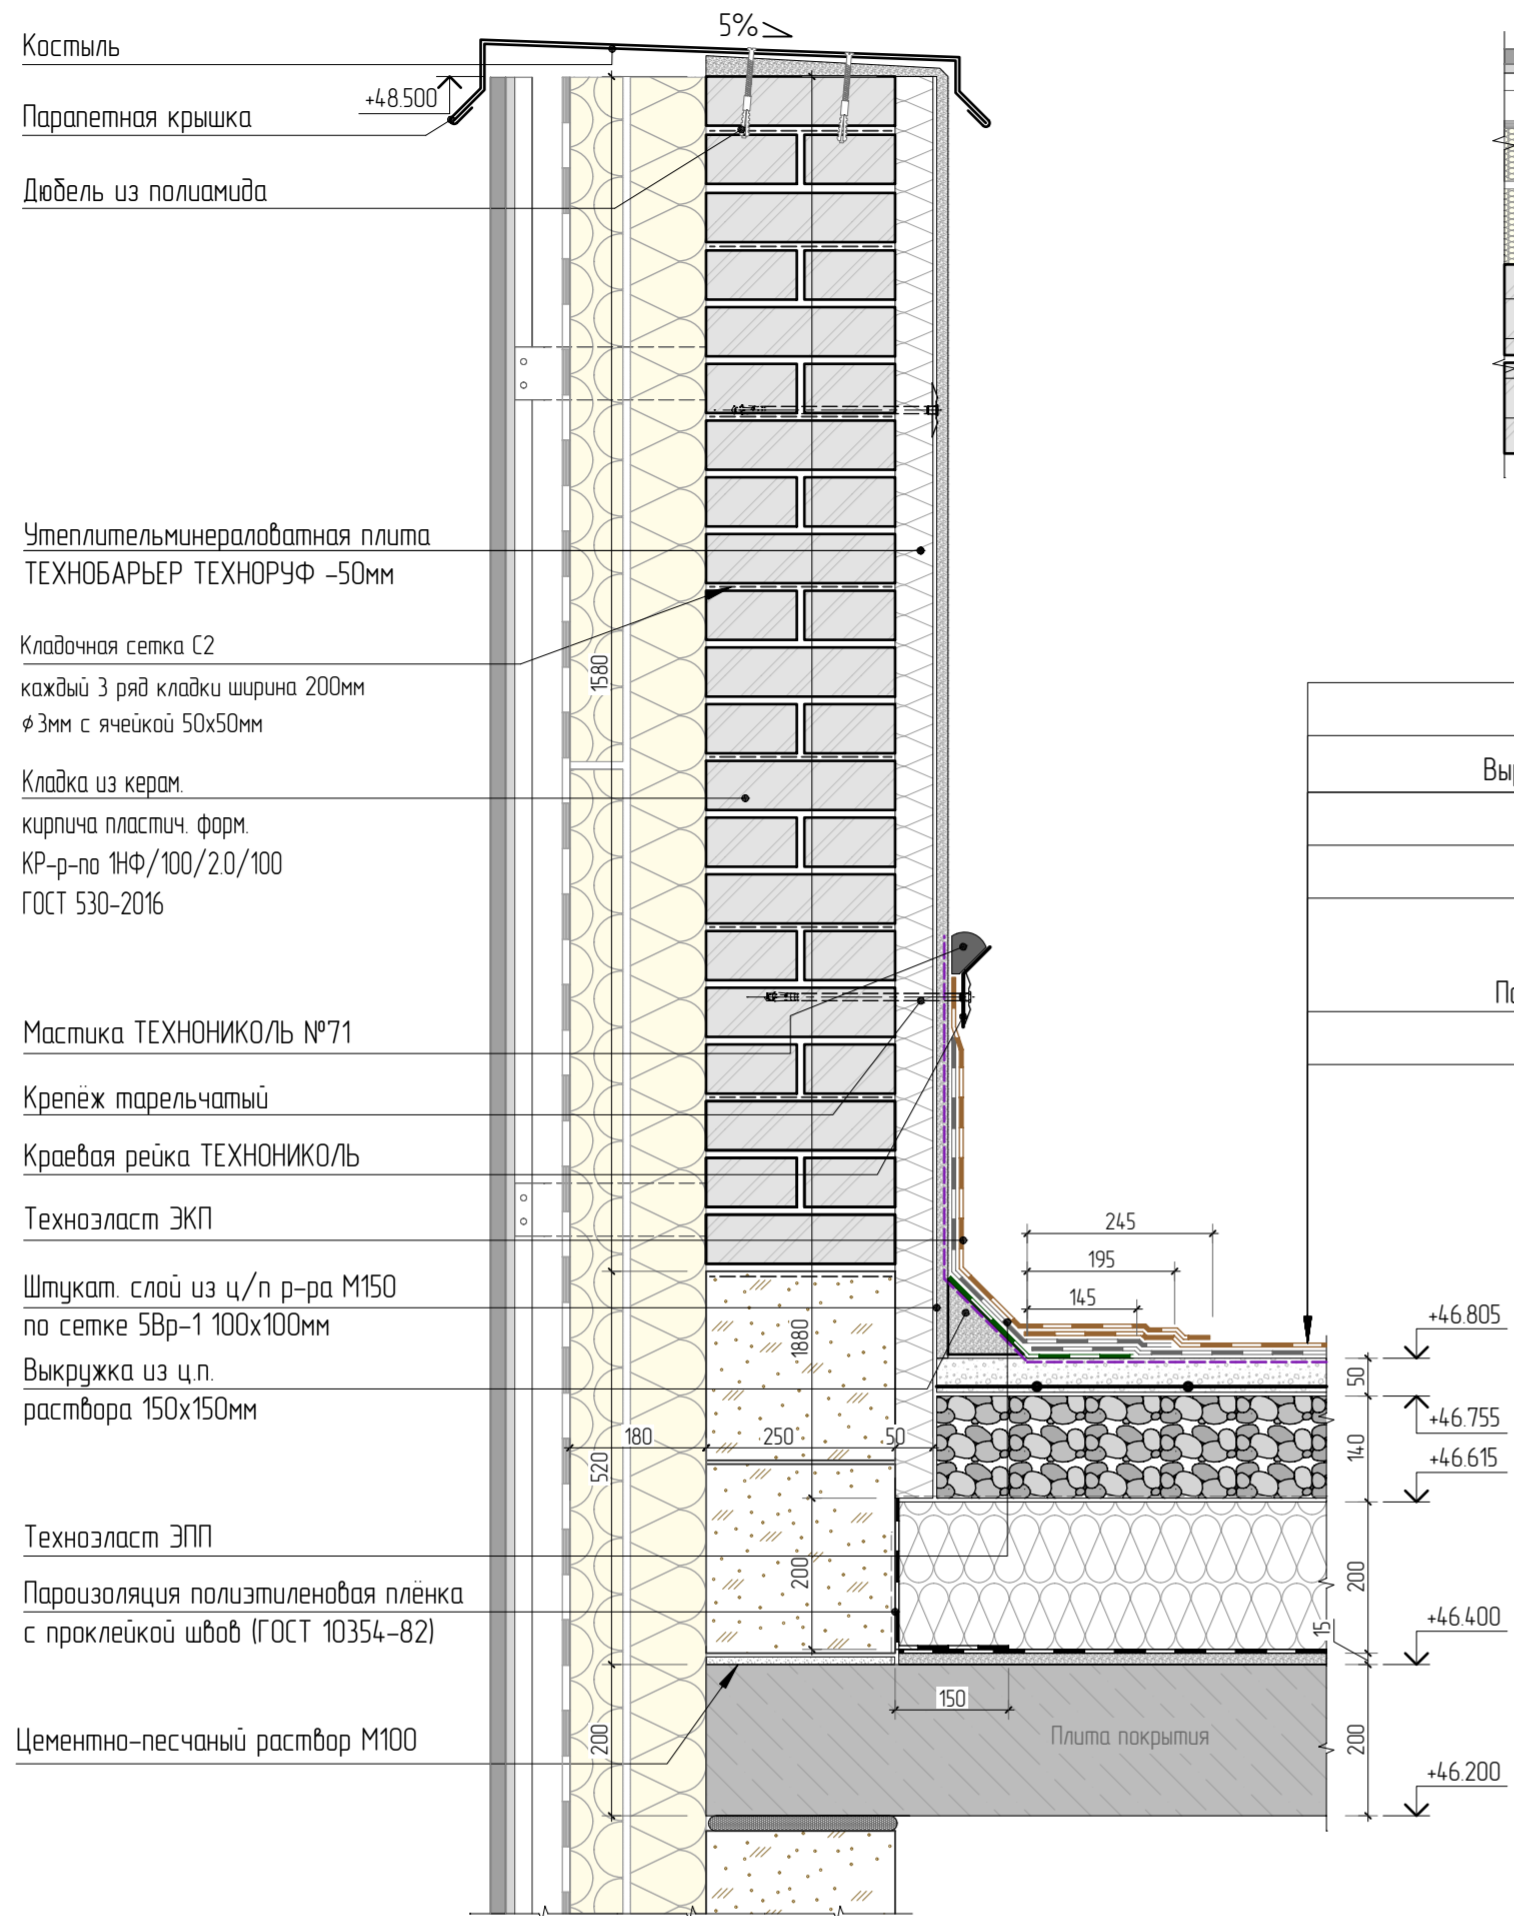 5%
Костыль
+48.500
Парапетная крышка
Дюбель из полиамида
Утеплительминераловатная плита
ТЕХНОБАРЬЕР ТЕХНОРУФ -50мм
Кладочная сетка С2
каждый 3 ряд кладки ширина 200мм
ϕ3мм с ячейкой 50х50мм
1580
Кладка из керам.
кирпича пластич. форм.
КР-р-по 1НФ/100/2.0/100
ГОСТ 530-2016
Выр
По
Мастика ТЕХНОНИКОЛЬ №71
Крепёж тарельчатый
Краевая рейка ТЕХНОНИКОЛЬ
Техноэласт ЭКП
Штукат. слой из ц/п р-ра М150
по сетке 5Вр-1 100х100мм
Выкружка из ц.п.
раствора 150х150мм
245
195
145
1880
+46.805
50
+46.755
140
+46.615
180
250
50
520
Техноэласт ЭПП
Пароизоляция полиэтиленовая плёнка
с проклейкой швов (ГОСТ 10354-82)
200
200
15
+46.400
150
Цементно-песчаный раствор М100
200
Плита покрытия
200
+46.200